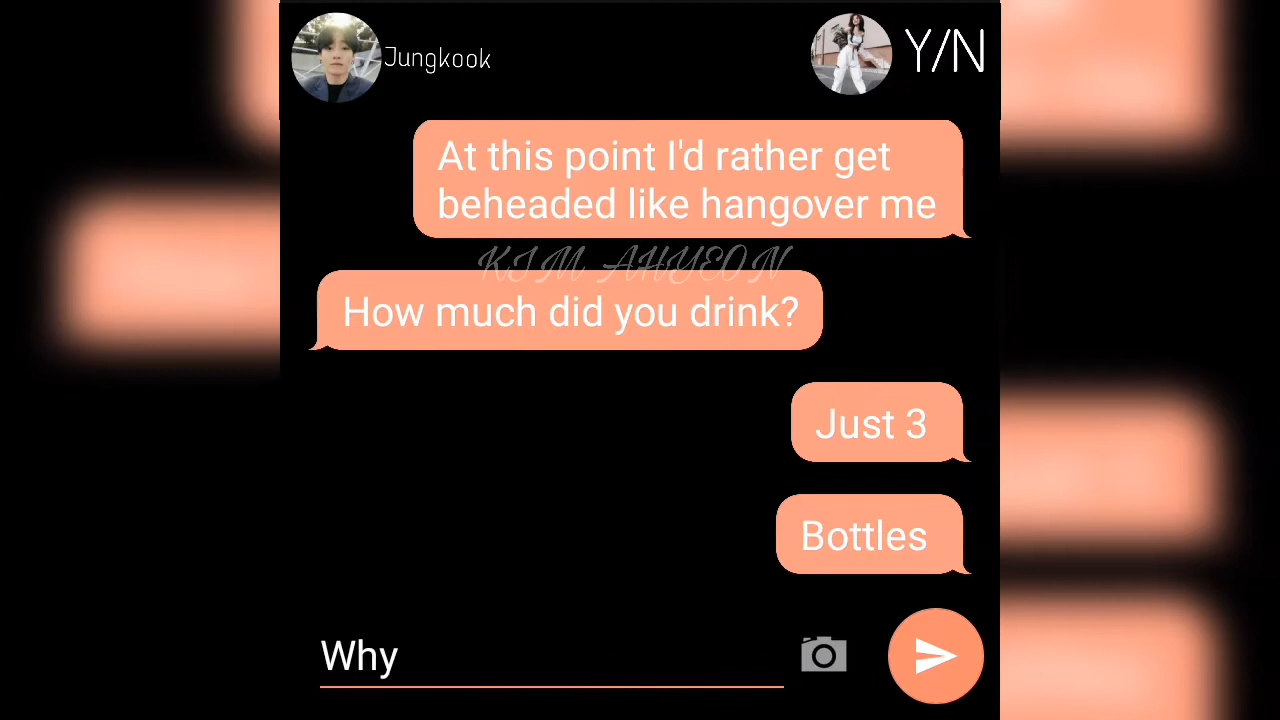 Jungkook
Y/N
At this point I'd rather get
beheaded like hangover me
KIM AHYEON
How much did you drink?
Just 3
Bottles
Why